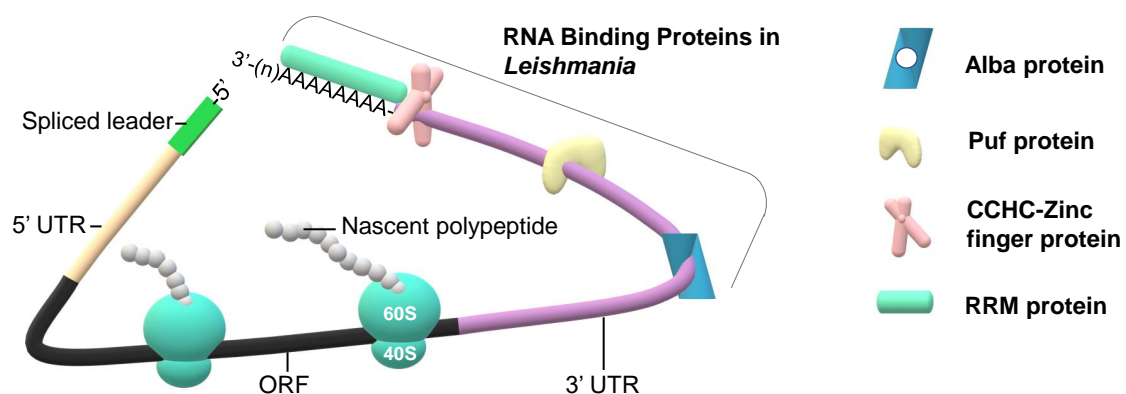 RNA Binding Proteins in
Leishmania
3’-(n)AAAAAAAA-
-5’
Spliced leader
5’ UTR
Nascent polypeptide
60S
40S
ORF
3’ UTR
Alba protein
Puf protein
CCHC-Zinc
finger protein
RRM protein